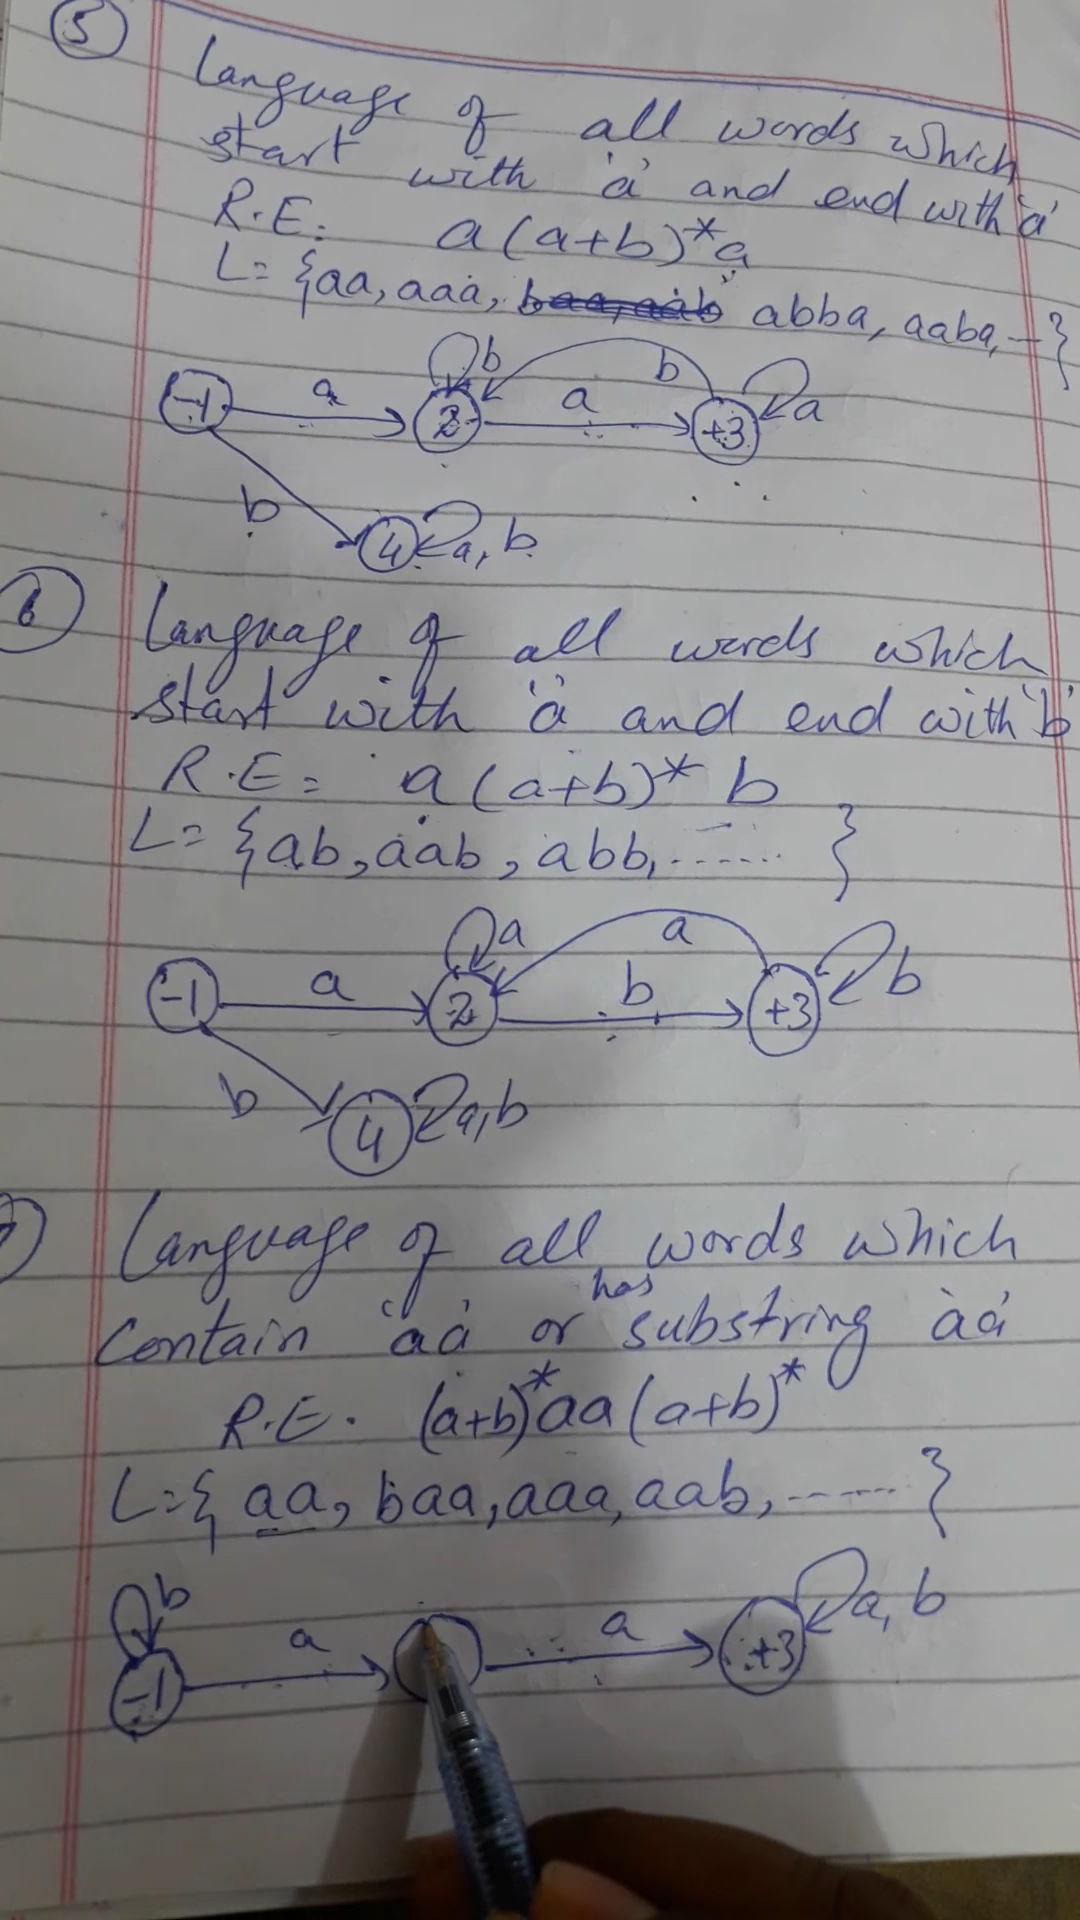 5
Language of all words which
start with 'a' and end with 'a'
R.E. a(a+b)*a
L= {aa, aaa, abba, aaba, --}
b b
-1 a 2 a +3 a
b
4 a, b
6
Language of all words which
start with 'a' and end with 'b'
R.E = a(a+b)* b
L= {ab, aab, abb, ...... }
a a
-1 a 2 b +3 b
b
4 a,b
Language of all words which
has
Contain 'aa' or substring 'aa'
R.E. (a+b)*aa(a+b)*
L={ aa, baa, aaa, aab, ...... }
b
-1 a a +3 a, b